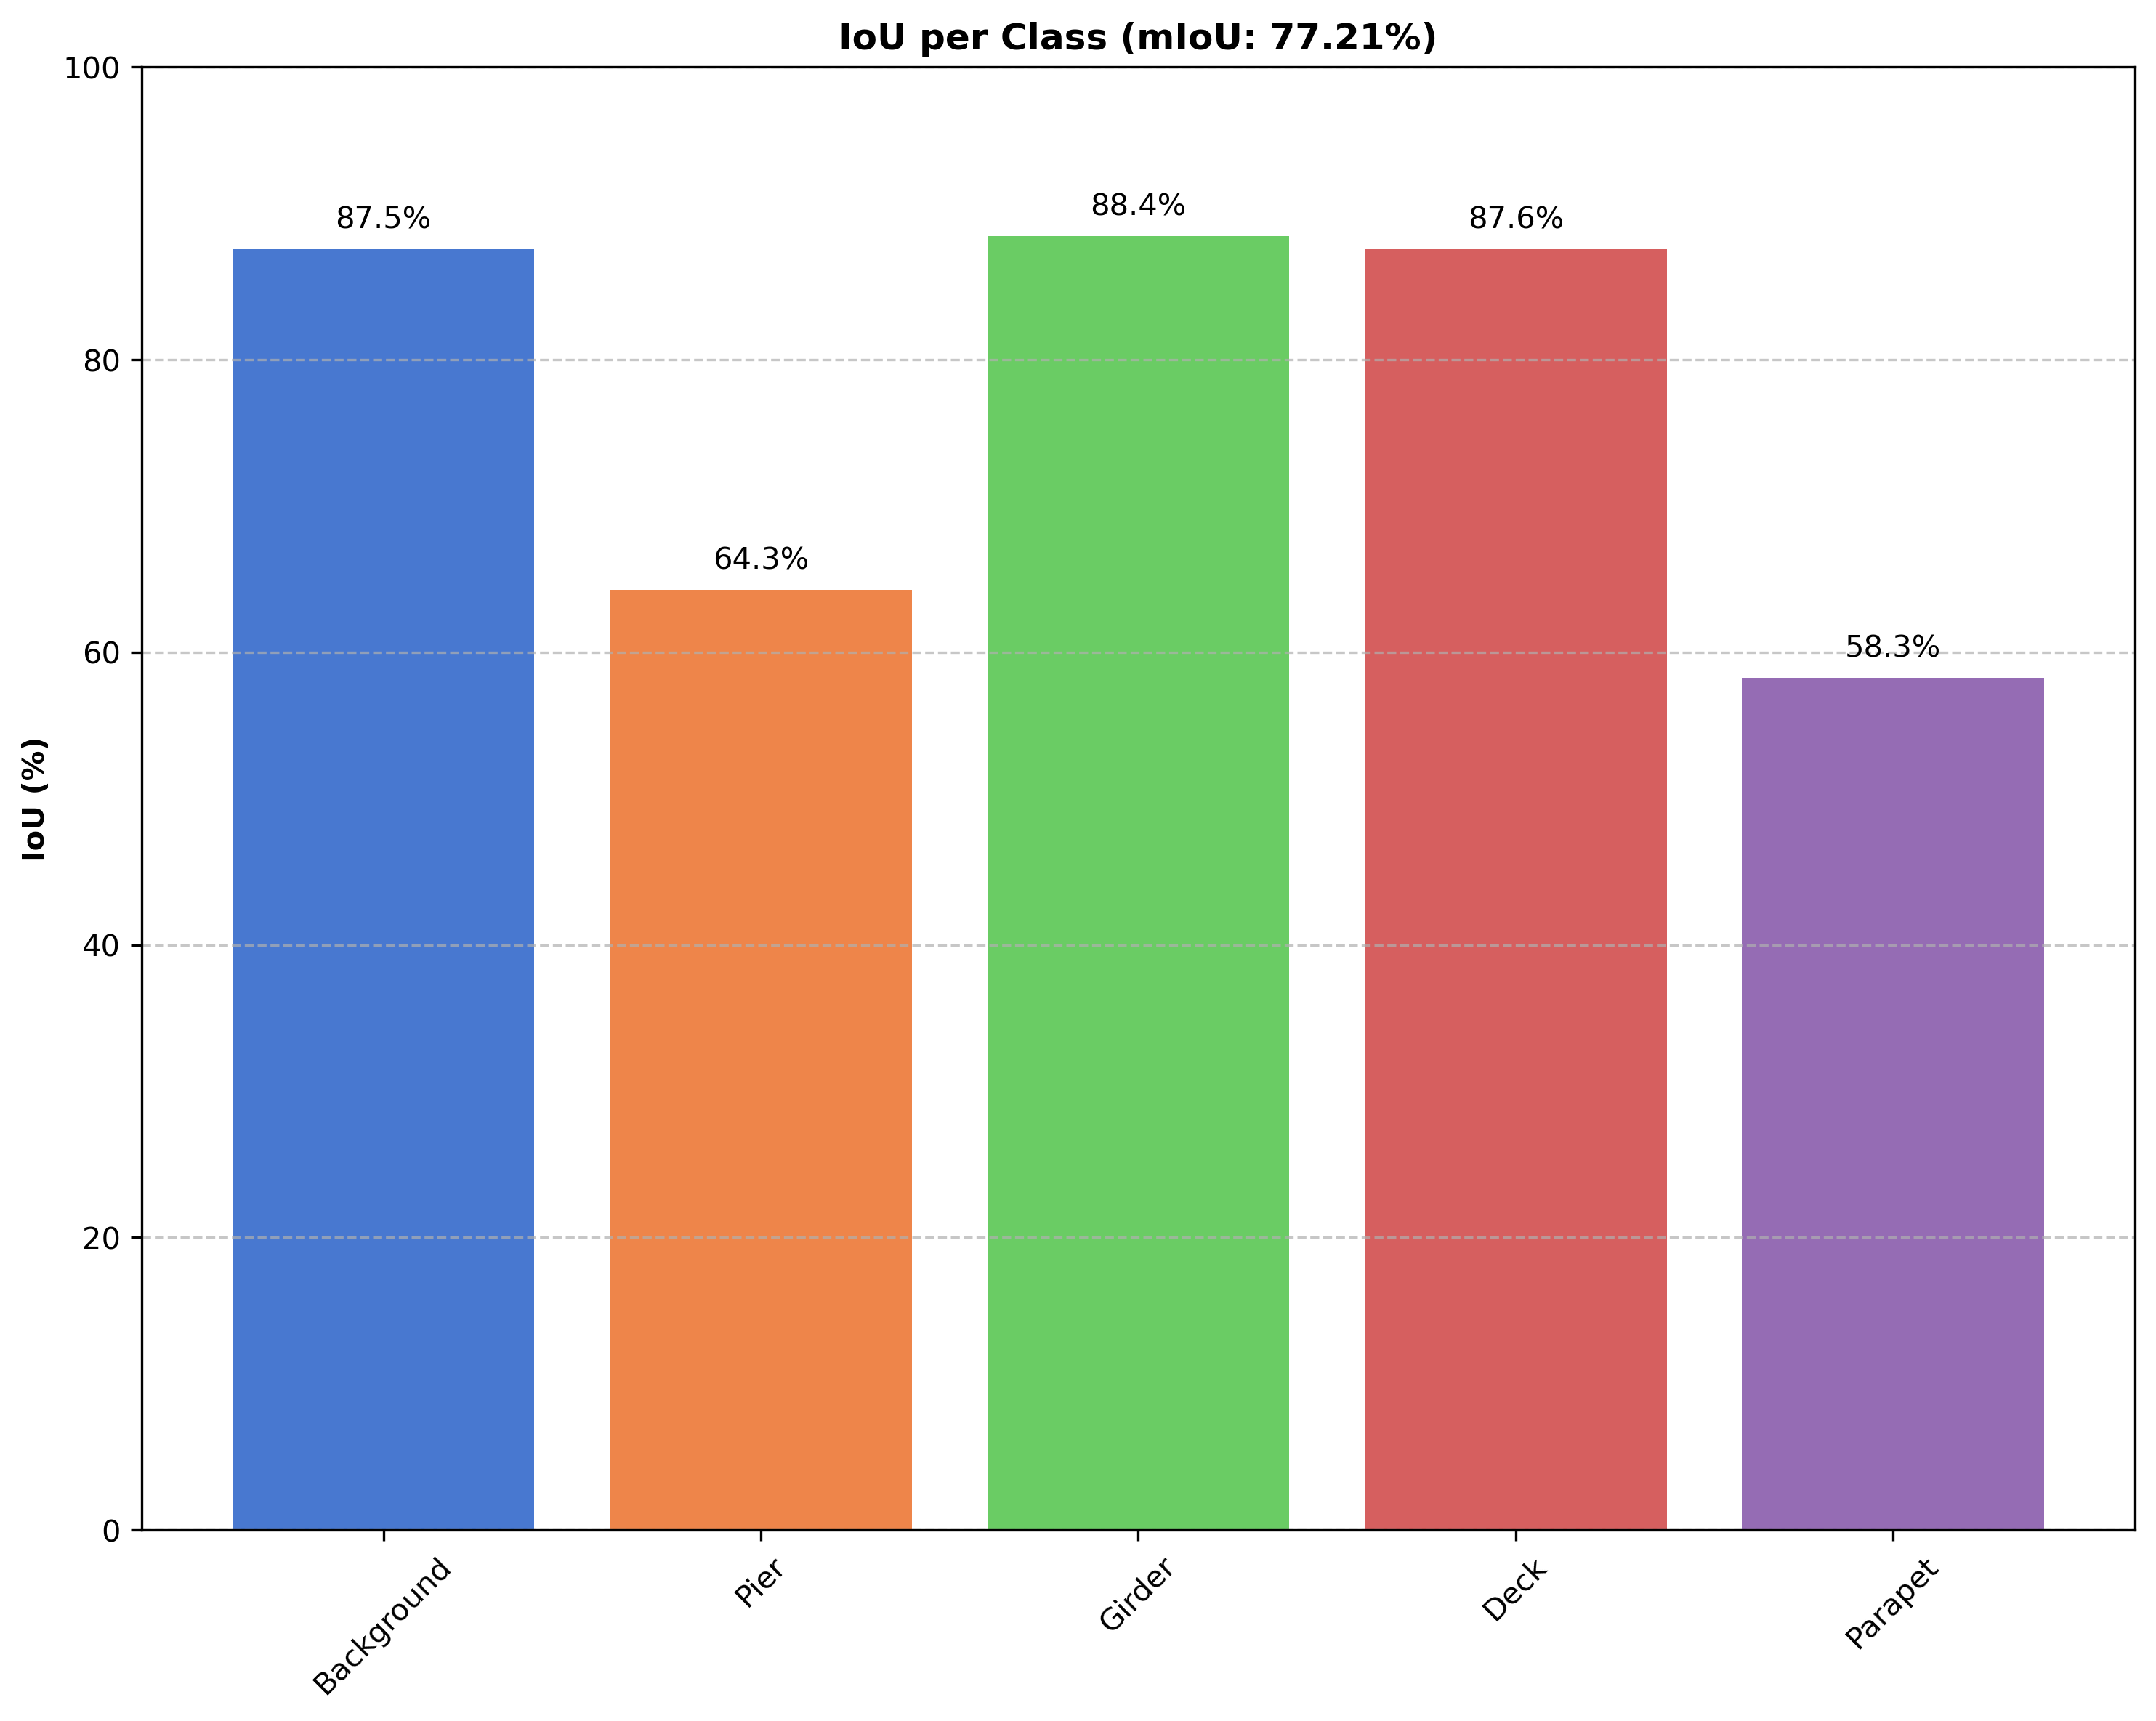 IoU per Class (mIoU: 77.21%)
100
80
60
40
20
0
IoU (%)
87.5%
64.3%
88.4%
87.6%
58.3%
Background
Pier
Girder
Deck
Parapet